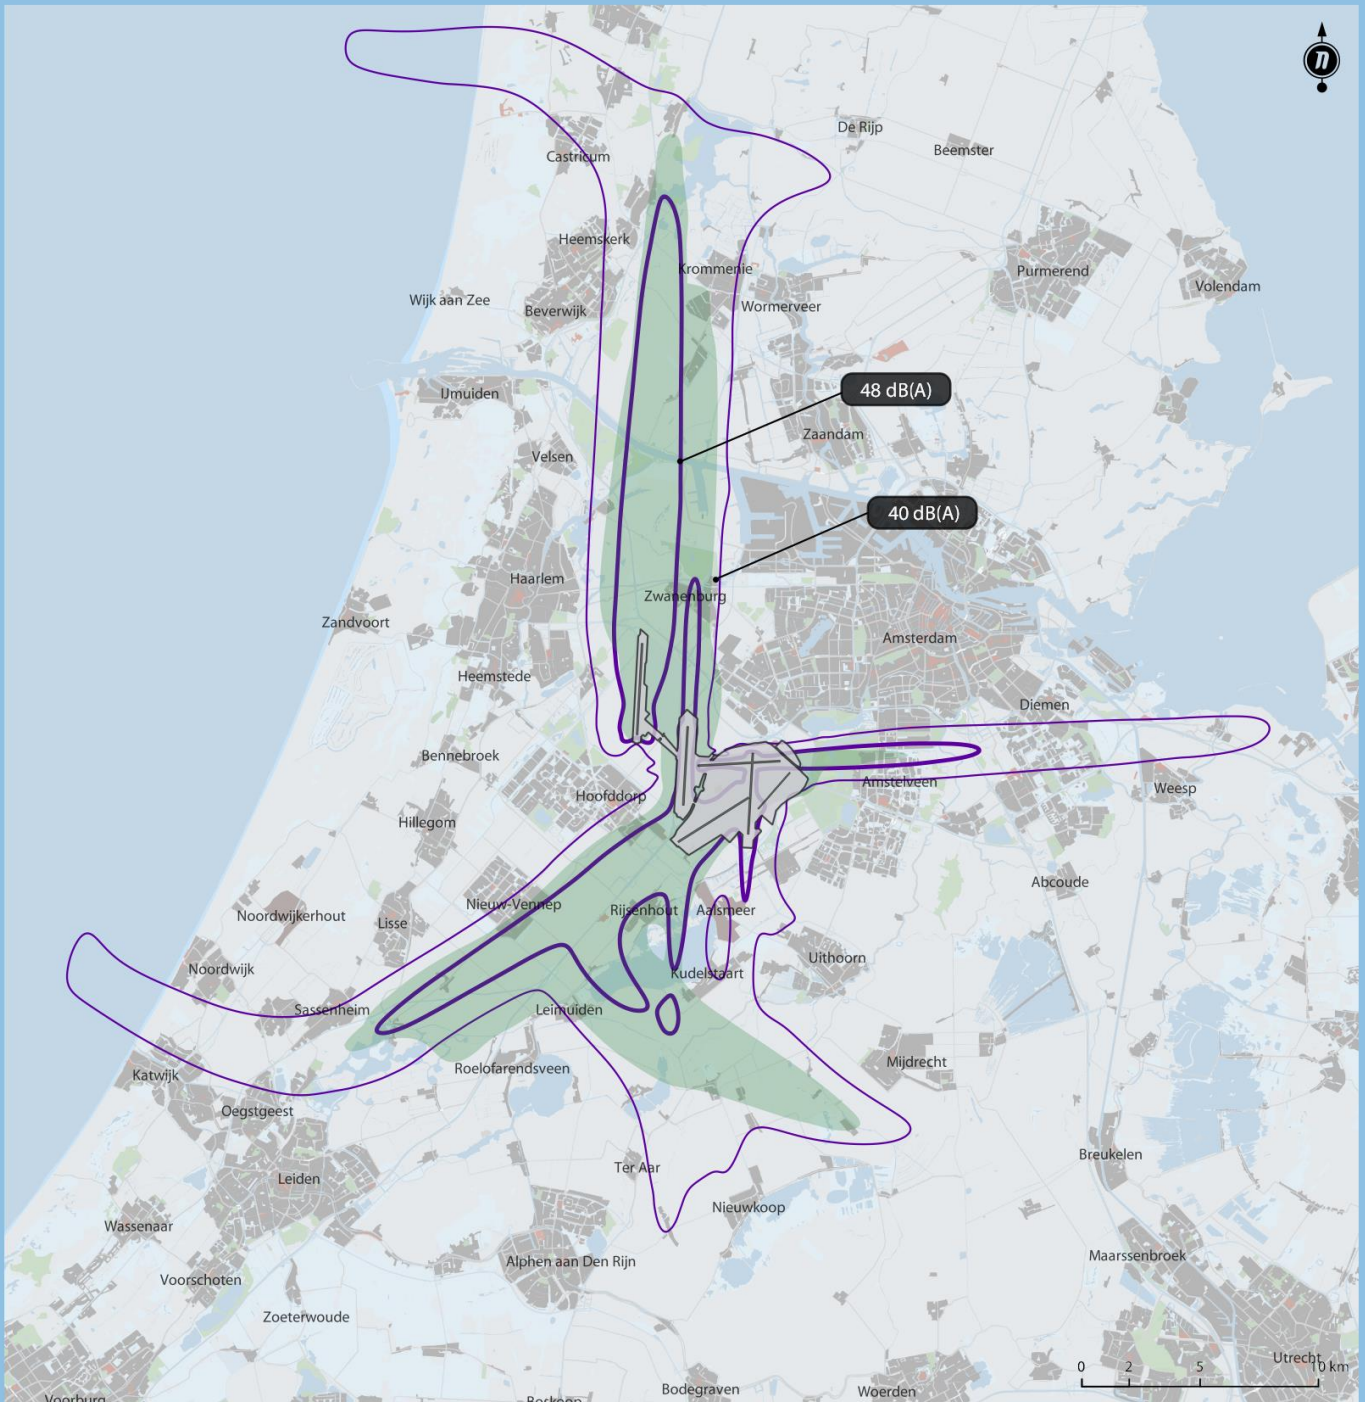 n
De Rijp
Beemster
Castricum
Heemskerk
Krommenie
Purmerend
Volendam
Wijk aan Zee
Beverwijk
Wormerveer
48 dB(A)
IJmuiden
Zaandam
Velsen
40 dB(A)
Haarlem
Zwanenburg
Zandvoort
Amsterdam
Heemstede
Diemen
Bennebroek
Amstelveen
Weesp
Hoofddorp
Hillegom
Abcoude
Nieuw-Vennep
Rijsenhout
Aalsmeer
Noordwijkerhout
Lisse
Uithoorn
Noordwijk
Kudelstaart
Sassenheim
Leimuiden
Mijdrecht
Roelofarendsveen
Katwijk
Oegstgeest
Breukelen
Ter Aar
Leiden
Nieuwkoop
Wassenaar
Maarssenbroek
Alphen aan Den Rijn
Voorschoten
Zoeterwoude
Utrecht
0 2 5 10 km
Bodegraven
Woerden
Voorburg
Boskoop